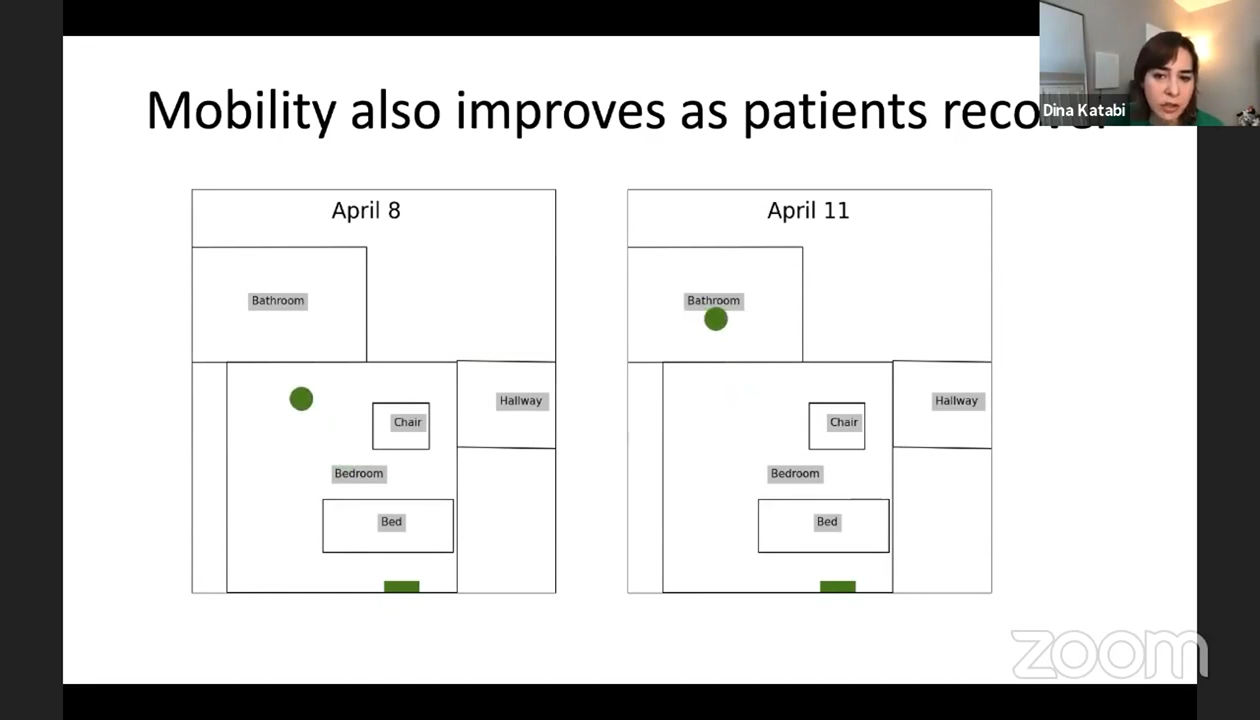 Mobility also improves as patients recover
Dina Katabi
April 8
Bathroom
Hallway
Chair
Bedroom
Bed
April 11
Bathroom
Hallway
Chair
Bedroom
Bed
zoom